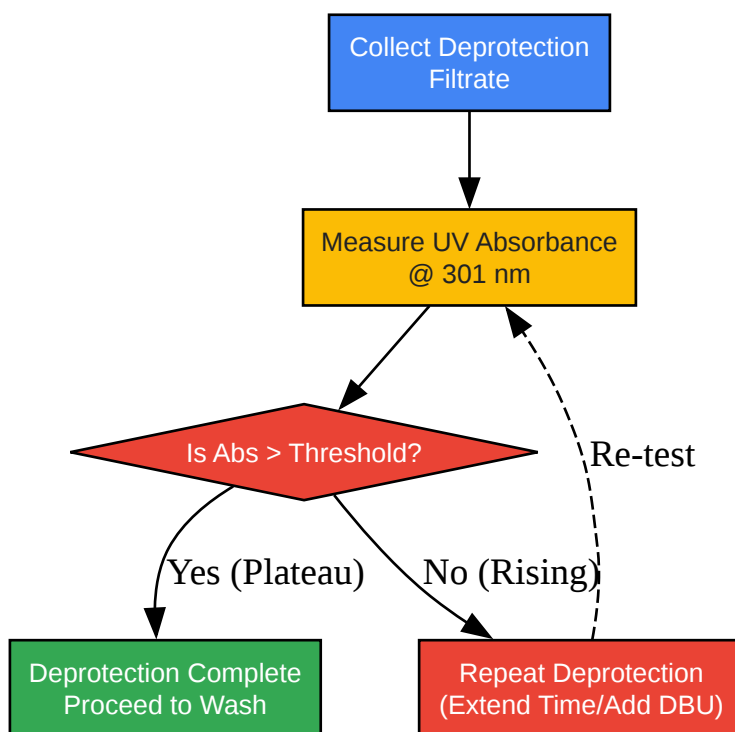 Collect Deprotection
Filtrate
Measure UV Absorbance
@ 301 nm
Is Abs > Threshold?
Re-test
Yes (Plateau)
No (Rising)
Deprotection Complete
Proceed to Wash
Repeat Deprotection
(Extend Time/Add DBU)